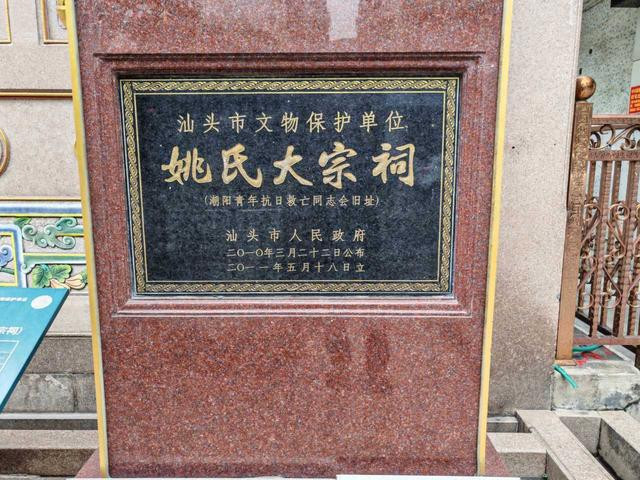 汕头市文物保护单位
姚氏大宗祠
(潮阳青年抗日救亡同志会旧址)
汕头市人民政府
二〇一〇年三月二十二日公布
二〇一一年五月十八日立
宗祠)